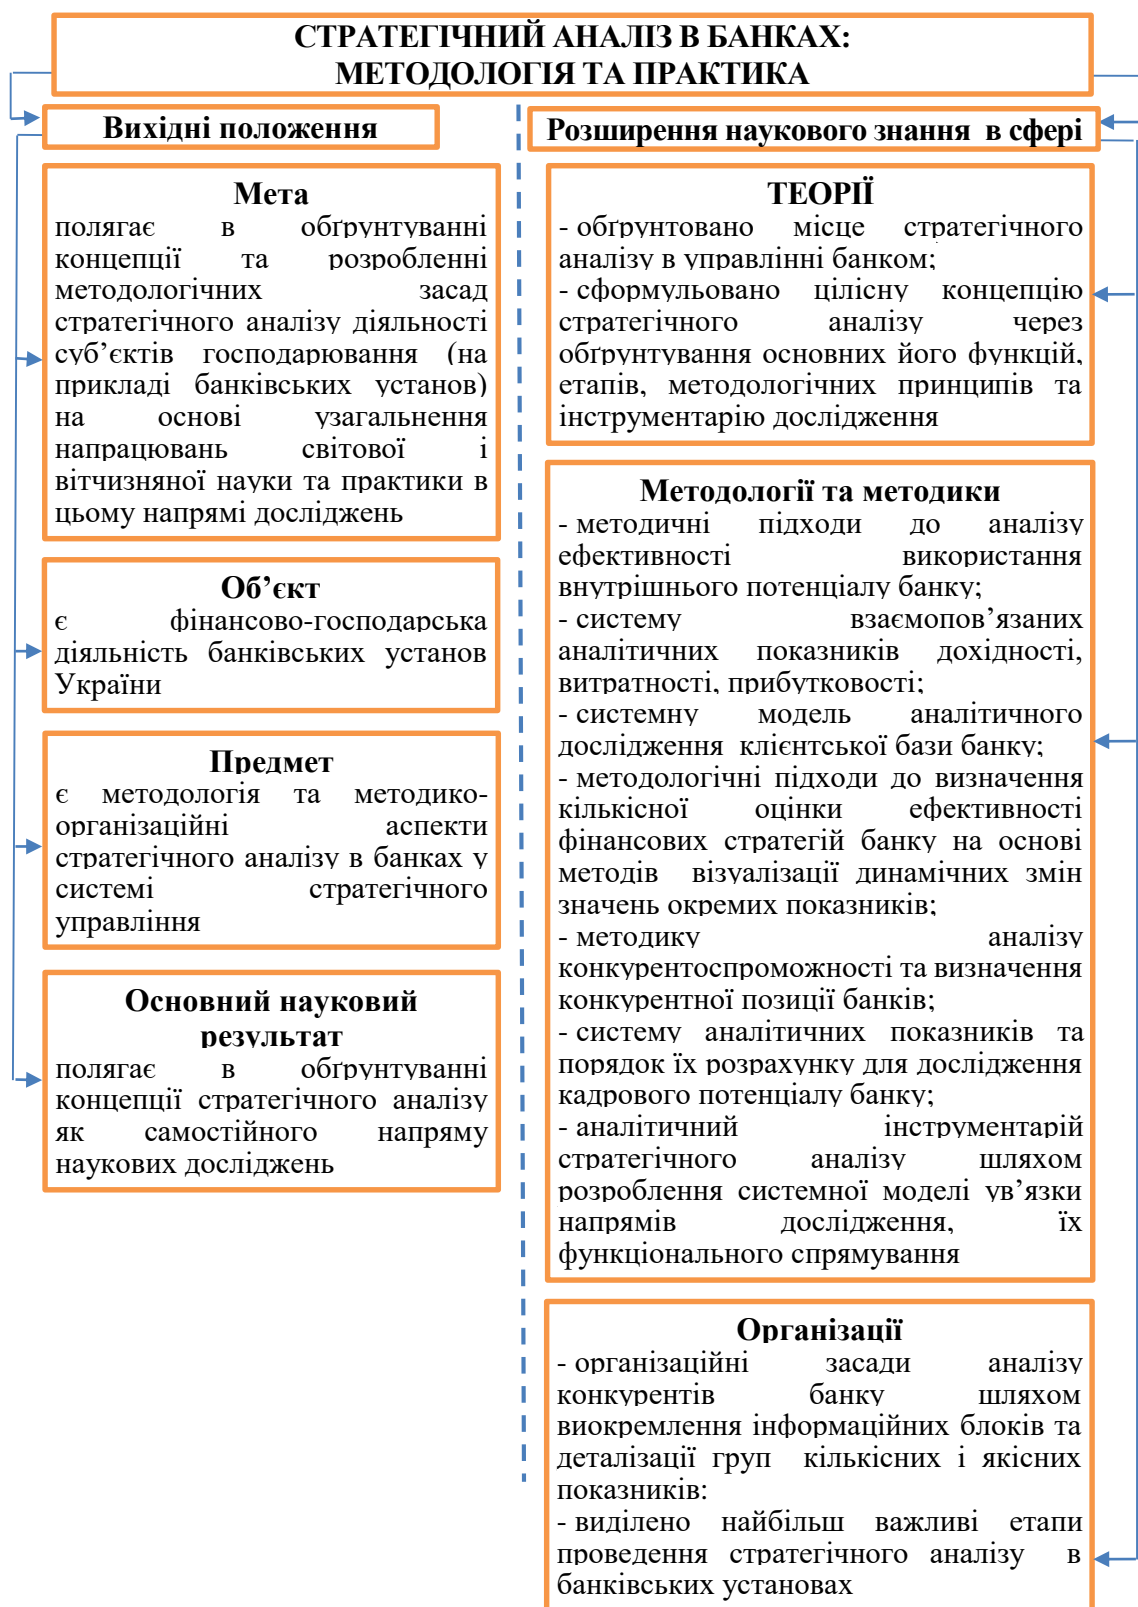 СТРАТЕГІЧНИЙ АНАЛІЗ В БАНКАХ:
МЕТОДОЛОГІЯ ТА ПРАКТИКА
Вихідні положення
Мета
полягає в обґрунтуванні
концепції та розробленні
методологічних засад
стратегічного аналізу діяльності
суб’єктів господарювання (на
прикладі банківських установ)
на основі узагальнення
напрацювань світової і
вітчизняної науки та практики в
цьому напрямі досліджень
Об’єкт
є фінансово-господарська
діяльність банківських установ
України
Предмет
є методологія та методико-
організаційні аспекти
стратегічного аналізу в банках у
системі стратегічного
управління
Основний науковий
результат
полягає в обґрунтуванні
концепції стратегічного аналізу
як самостійного напряму
наукових досліджень
Розширення наукового знання в сфері
ТЕОРІЇ
- обґрунтовано місце стратегічного
аналізу в управлінні банком;
- сформульовано цілісну концепцію
стратегічного аналізу через
обґрунтування основних його функцій,
етапів, методологічних принципів та
інструментарію дослідження
Методології та методики
- методичні підходи до аналізу
ефективності використання
внутрішнього потенціалу банку;
- систему взаємопов’язаних
аналітичних показників дохідності,
витратності, прибутковості;
- системну модель аналітичного
дослідження клієнтської бази банку;
- методологічні підходи до визначення
кількісної оцінки ефективності
фінансових стратегій банку на основі
методів візуалізації динамічних змін
значень окремих показників;
- методику аналізу
конкурентоспроможності та визначення
конкурентної позиції банків;
- систему аналітичних показників та
порядок їх розрахунку для дослідження
кадрового потенціалу банку;
- аналітичний інструментарій
стратегічного аналізу шляхом
розроблення системної моделі ув’язки
напрямів дослідження, їх
функціонального спрямування
Організації
- організаційні засади аналізу
конкурентів банку шляхом
виокремлення інформаційних блоків та
деталізації груп кількісних і якісних
показників:
- виділено найбільш важливі етапи
проведення стратегічного аналізу в
банківських установах